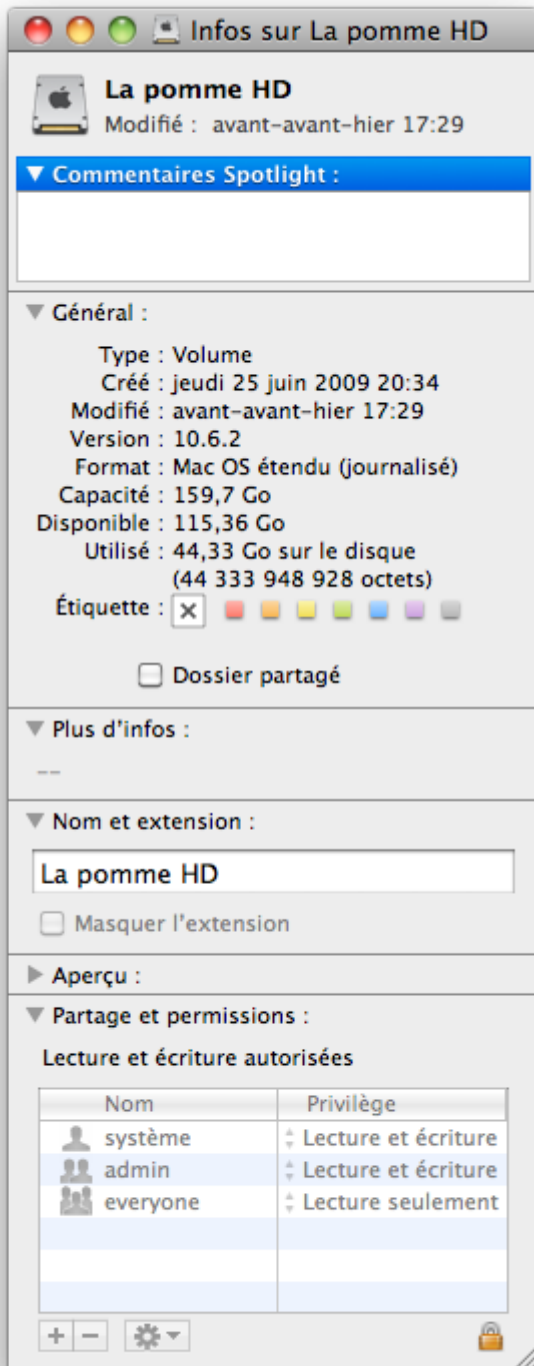 Infos sur La pomme HD
La pomme HD
Modifié : avant-avant-hier 17:29
Commentaires Spotlight :
Général :
Type : Volume
Créé : jeudi 25 juin 2009 20:34
Modifié : avant-avant-hier 17:29
Version : 10.6.2
Format : Mac OS étendu (journalisé)
Capacité : 159,7 Go
Disponible : 115,36 Go
Utilisé : 44,33 Go sur le disque
(44 333 948 928 octets)
Étiquette :
Dossier partagé
Plus d'infos :
--
Nom et extension :
La pomme HD
Masquer l'extension
Aperçu :
Partage et permissions :
Lecture et écriture autorisées
Nom Privilège
système Lecture et écriture
admin Lecture et écriture
everyone Lecture seulement